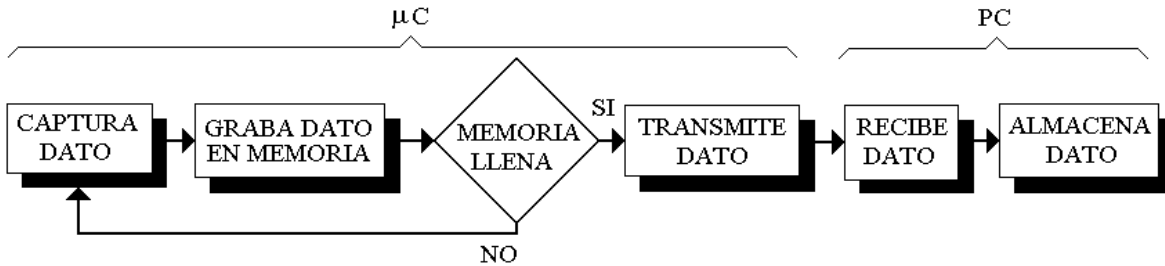 µC
PC
CAPTURA
DATO
GRABA DATO
EN MEMORIA
MEMORIA
LLENA
SI
NO
TRANSMITE
DATO
RECIBE
DATO
ALMACENA
DATO